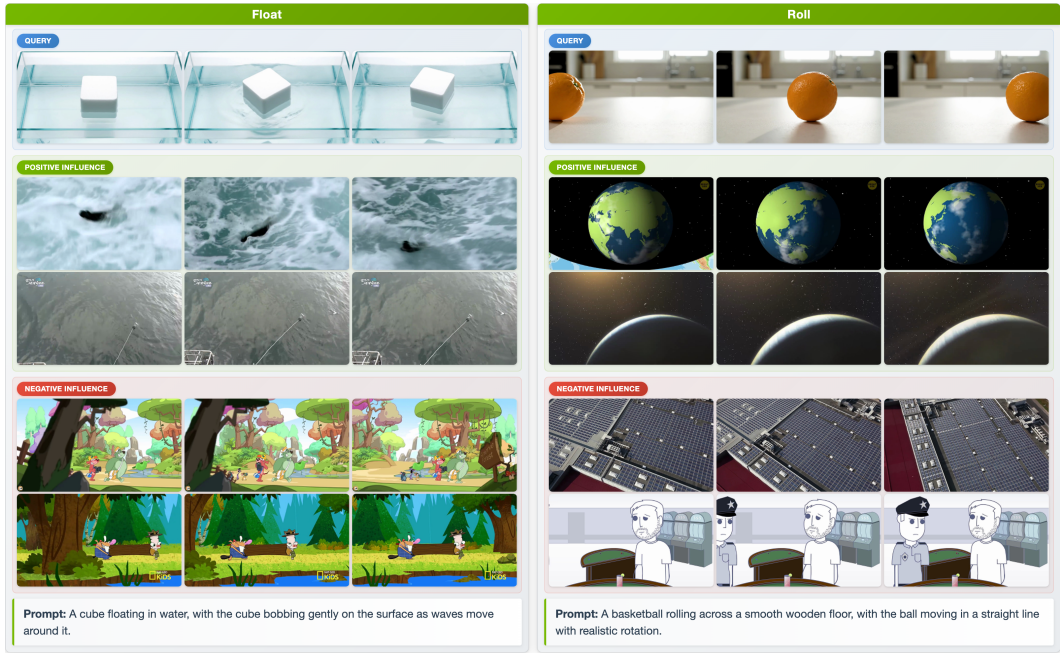 Float
QUERY
POSITIVE INFLUENCE
NEGATIVE INFLUENCE
KiDS
KiDS
Prompt: A cube floating in water, with the cube bobbing gently on the surface as waves move
around it.
Roll
QUERY
POSITIVE INFLUENCE
NEGATIVE INFLUENCE
Prompt: A basketball rolling across a smooth wooden floor, with the ball moving in a straight line
with realistic rotation.